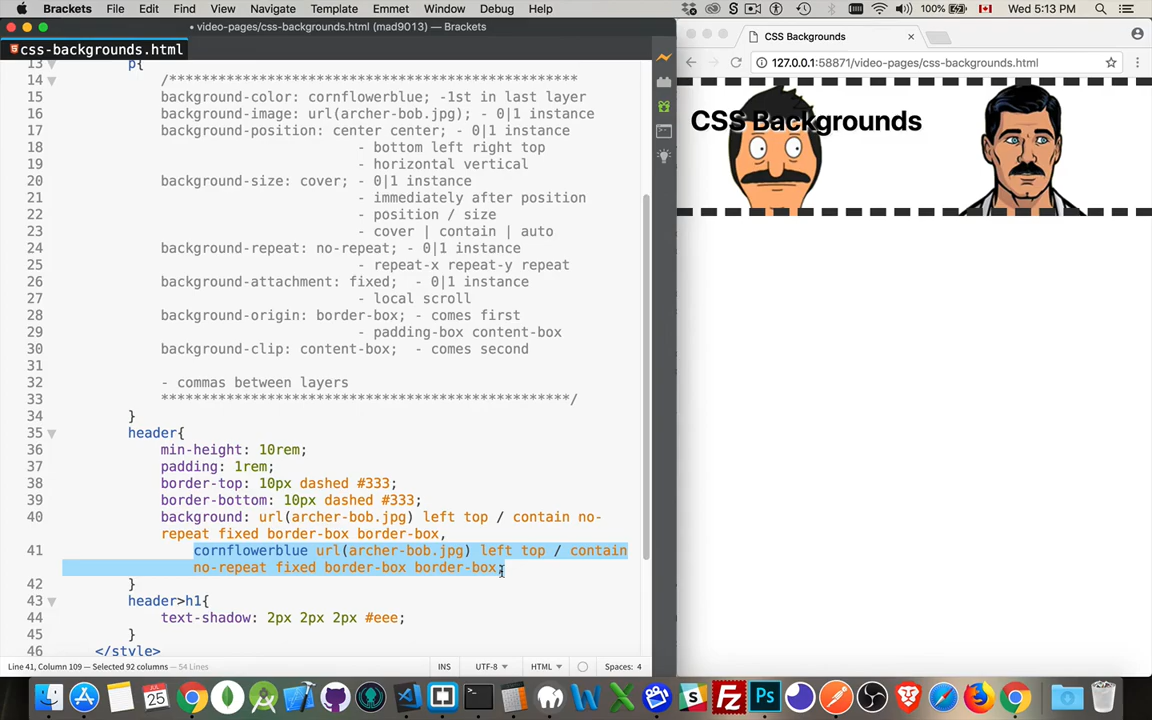 Brackets File Edit Find View Navigate Template Emmet Window Debug Help 100% Wed 5:13 PM
• video-pages/css-backgrounds.html (mad9013) — Brackets
css-backgrounds.html
13 p{
14 /**************************************************
15 background-color: cornflowerblue; -1st in last layer
16 background-image: url(archer-bob.jpg); - 0|1 instance
17 background-position: center center; - 0|1 instance
18 - bottom left right top
19 - horizontal vertical
20 background-size: cover; - 0|1 instance
21 - immediately after position
22 - position / size
23 - cover | contain | auto
24 background-repeat: no-repeat; - 0|1 instance
25 - repeat-x repeat-y repeat
26 background-attachment: fixed; - 0|1 instance
27 - local scroll
28 background-origin: border-box; - comes first
29 - padding-box content-box
30 background-clip: content-box; - comes second
31
32 - commas between layers
33 **************************************************/
34 }
35 header{
36 min-height: 10rem;
37 padding: 1rem;
38 border-top: 10px dashed #333;
39 border-bottom: 10px dashed #333;
40 background: url(archer-bob.jpg) left top / contain no-
repeat fixed border-box border-box,
41 cornflowerblue url(archer-bob.jpg) left top / contain
no-repeat fixed border-box border-box;
42 }
43 header>h1{
44 text-shadow: 2px 2px 2px #eee;
45 }
46 </style>
Line 41, Column 109 — Selected 92 columns — 54 Lines INS UTF-8 HTML Spaces: 4
CSS Backgrounds
127.0.0.1:58871/video-pages/css-backgrounds.html
CSS Backgrounds
JUL
25
Ps
Fz